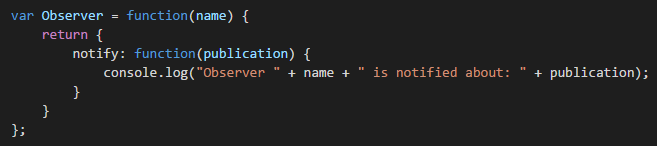 var Observer = function(name) {
    return {
        notify: function(publication) {
            console.log("Observer " + name + " is notified about: " + publication);
        }
    }
};